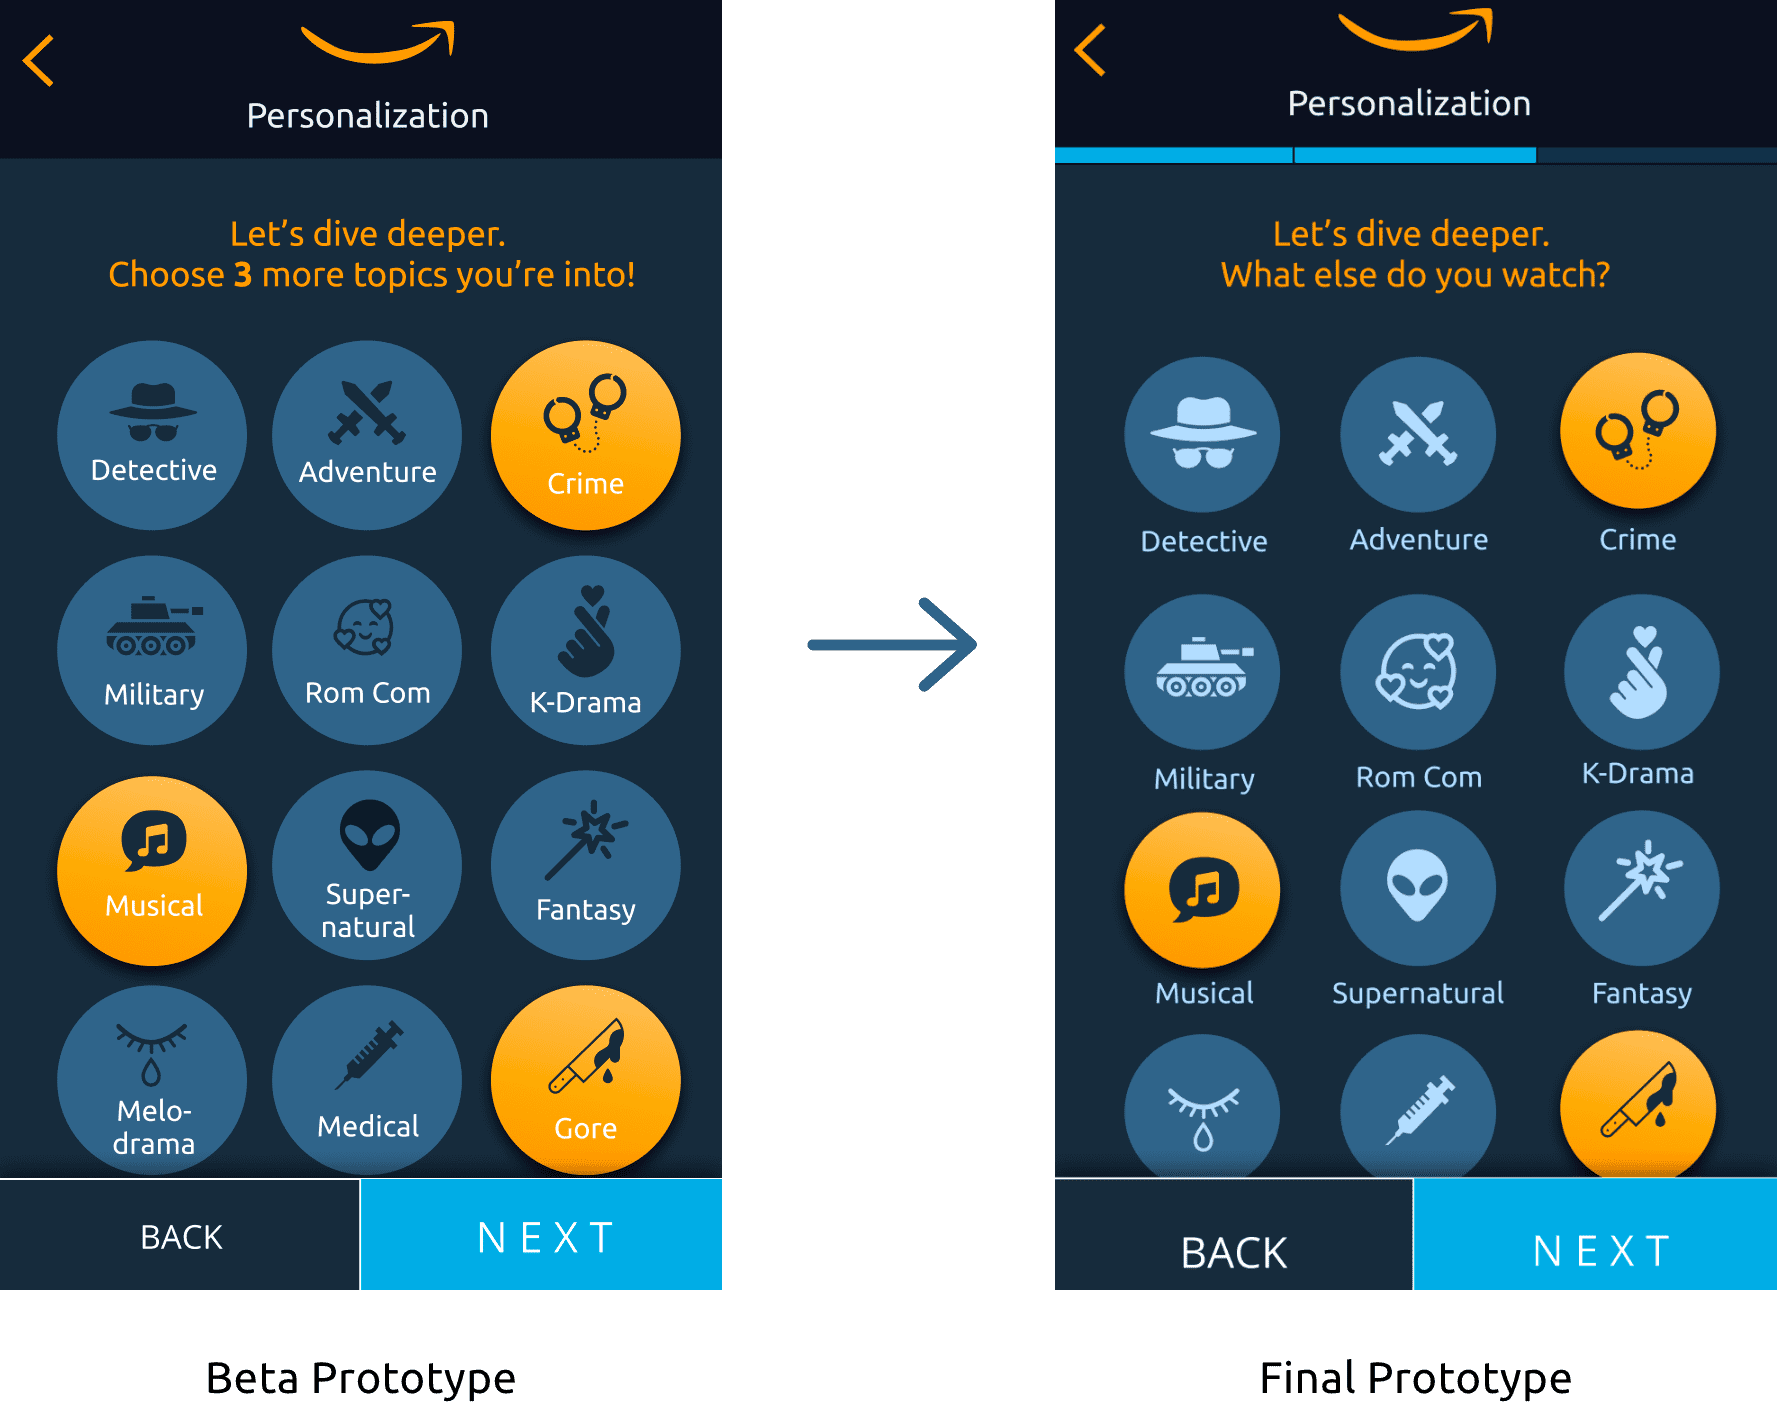 Personalization
Let's dive deeper.
Choose 3 more topics you're into!
Detective
Adventure
Crime
Military
Rom Com
K-Drama
Musical
Super-
natural
Fantasy
Melo-
drama
Medical
Gore
BACK
NEXT
Beta Prototype
Personalization
Let's dive deeper.
What else do you watch?
Detective
Adventure
Crime
Military
Rom Com
K-Drama
Musical
Supernatural
Fantasy
BACK
NEXT
Final Prototype